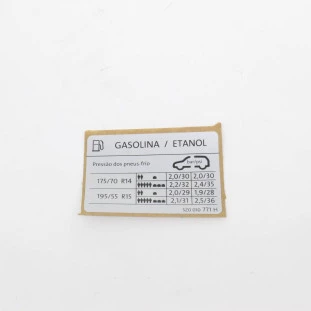 GASOLINA / ETANOL
Pressão dos pneus frio
175/70 R14 2,0/30 2,0/30
2,2/32 2,4/35
195/55 R15 2,0/29 1,9/28
2,1/31 2,5/36